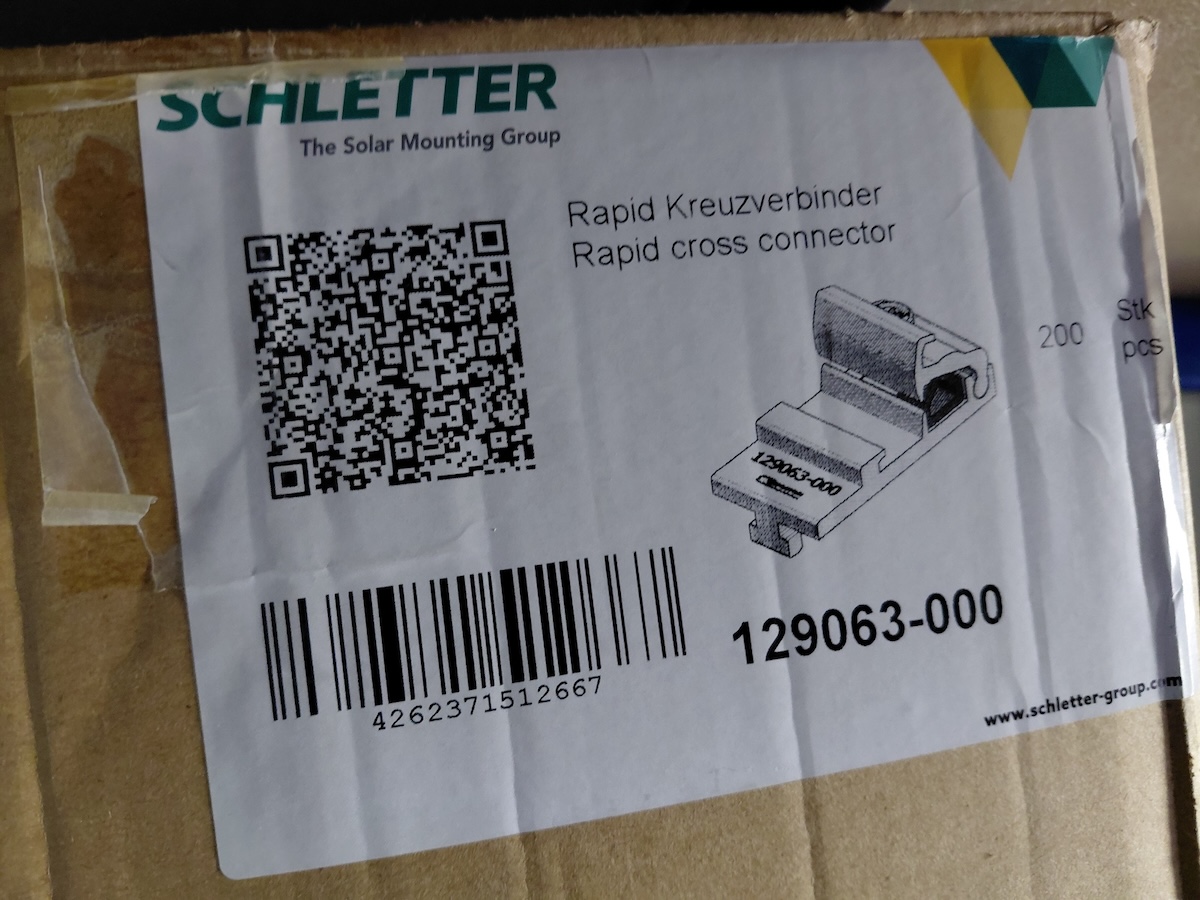 SCHLETTER
The Solar Mounting Group
Rapid Kreuzverbinder
Rapid cross connector
200 Stk
pcs
129063-000
4262371512667
129063-000
www.schletter-group.com